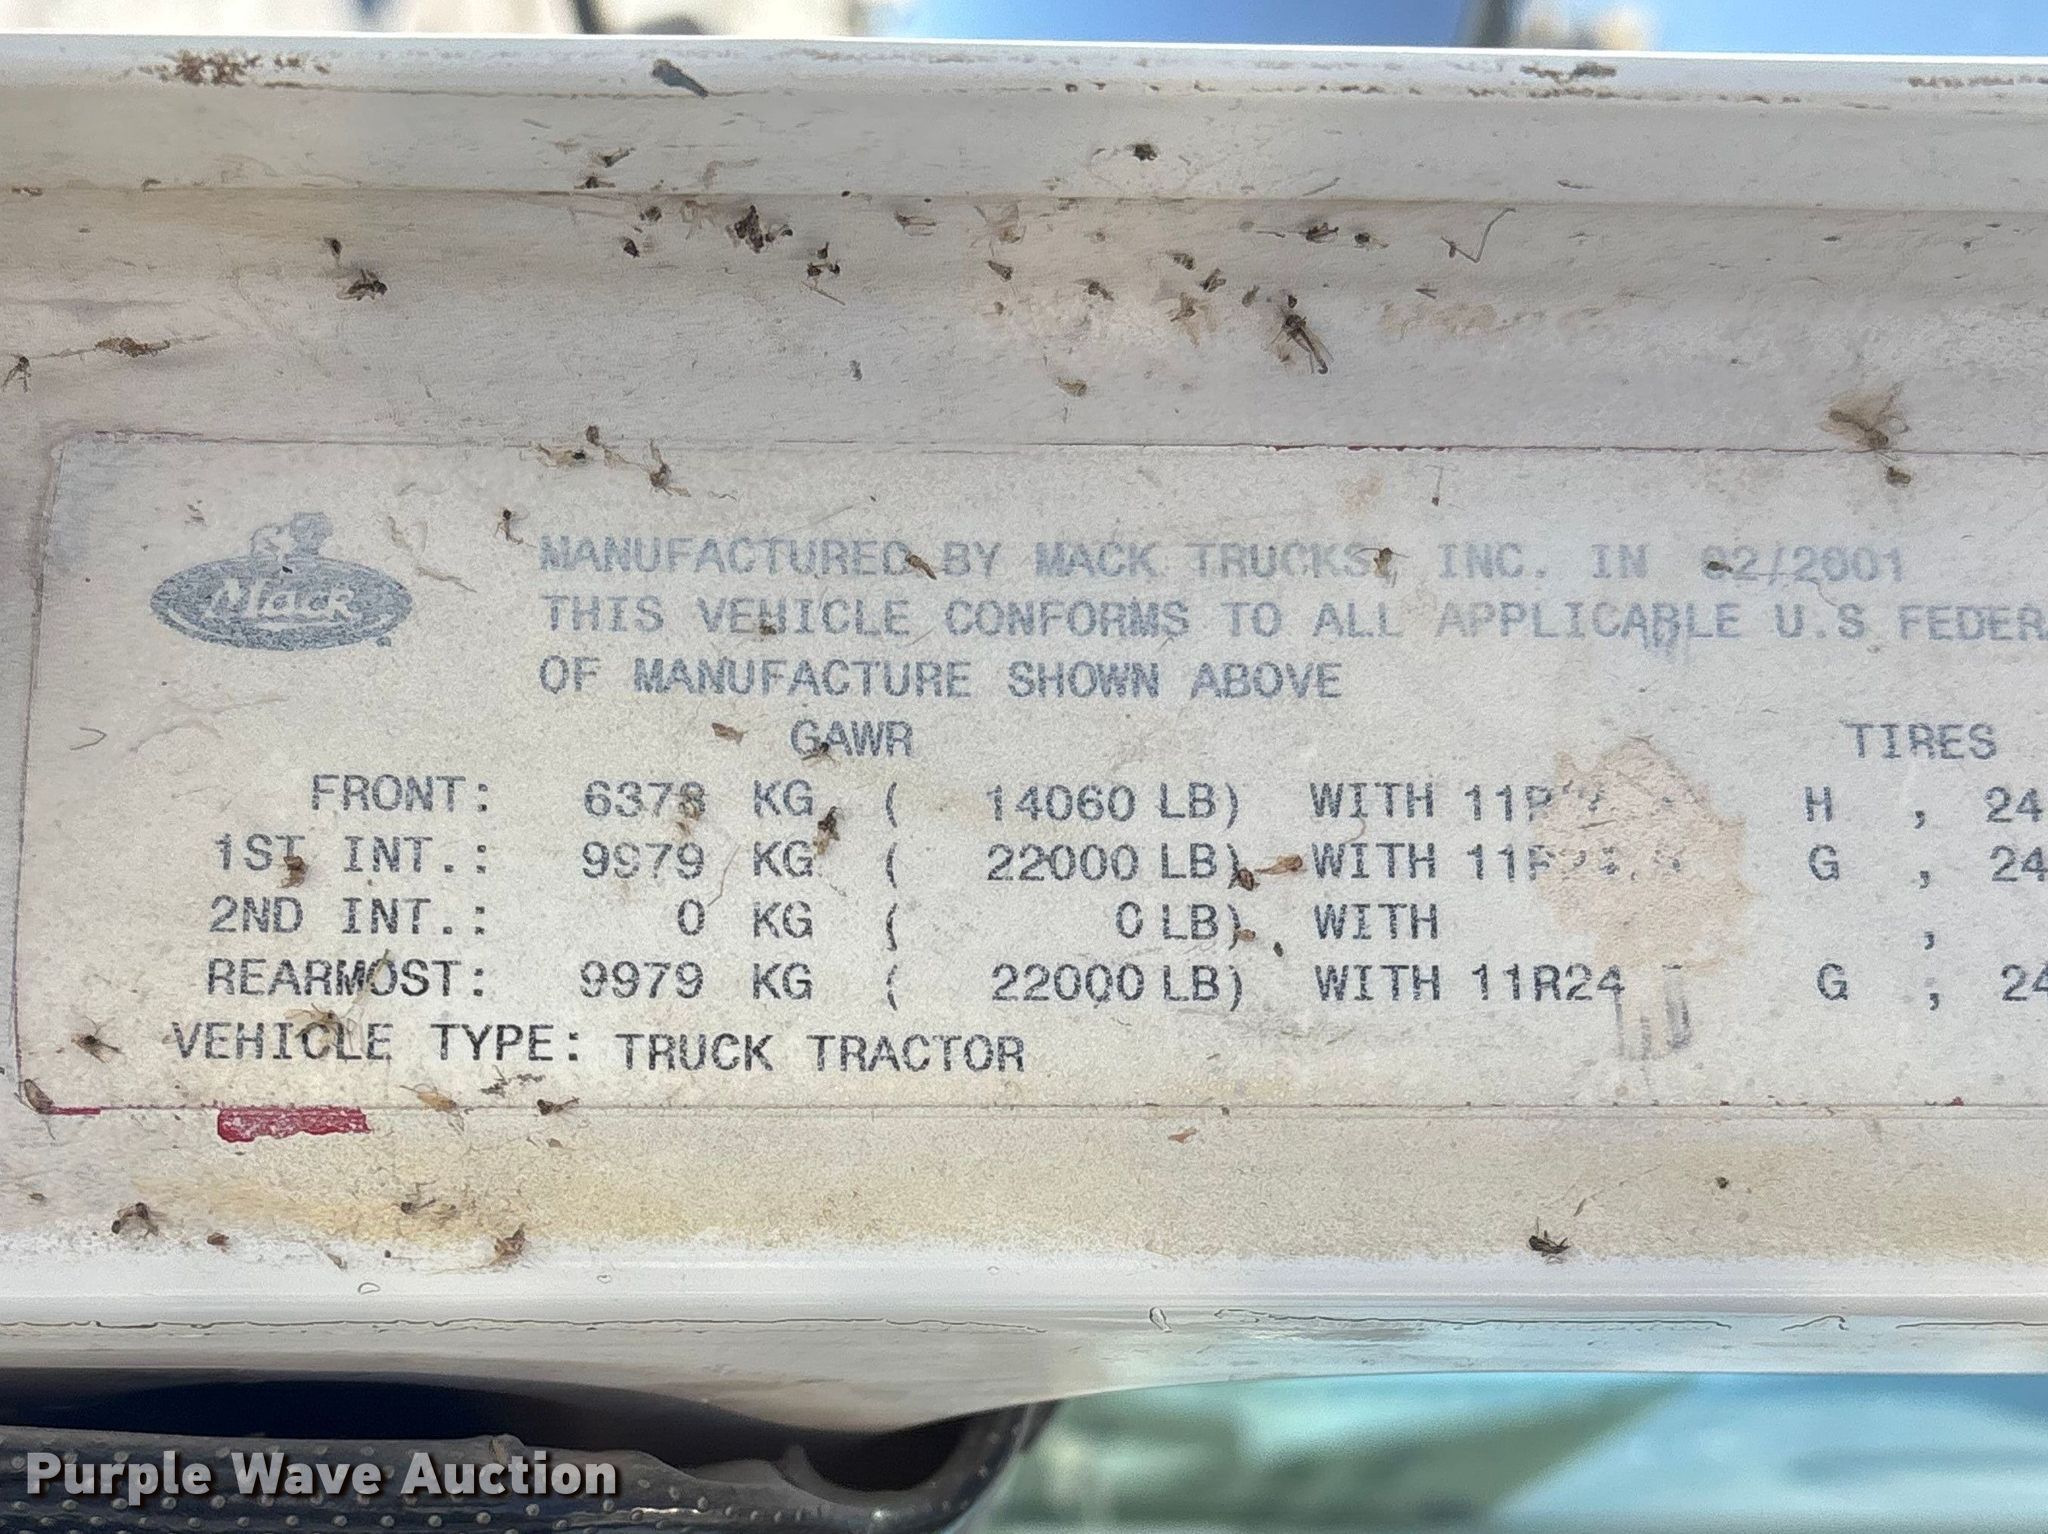 Mack
MANUFACTURED BY MACK TRUCKS, INC. IN 02/2001
THIS VEHICLE CONFORMS TO ALL APPLICABLE U.S FEDERA
OF MANUFACTURE SHOWN ABOVE
GAWR TIRES
FRONT: 6378 KG ( 14060 LB) WITH H , 24
1ST INT.: 9979 KG ( 22000 LB) WITH G , 24
2ND INT.: 0 KG ( 0 LB) WITH ,
REARMOST: 9979 KG ( 22000 LB) WITH 11R24 G , 24
VEHICLE TYPE: TRUCK TRACTOR
Purple Wave Auction